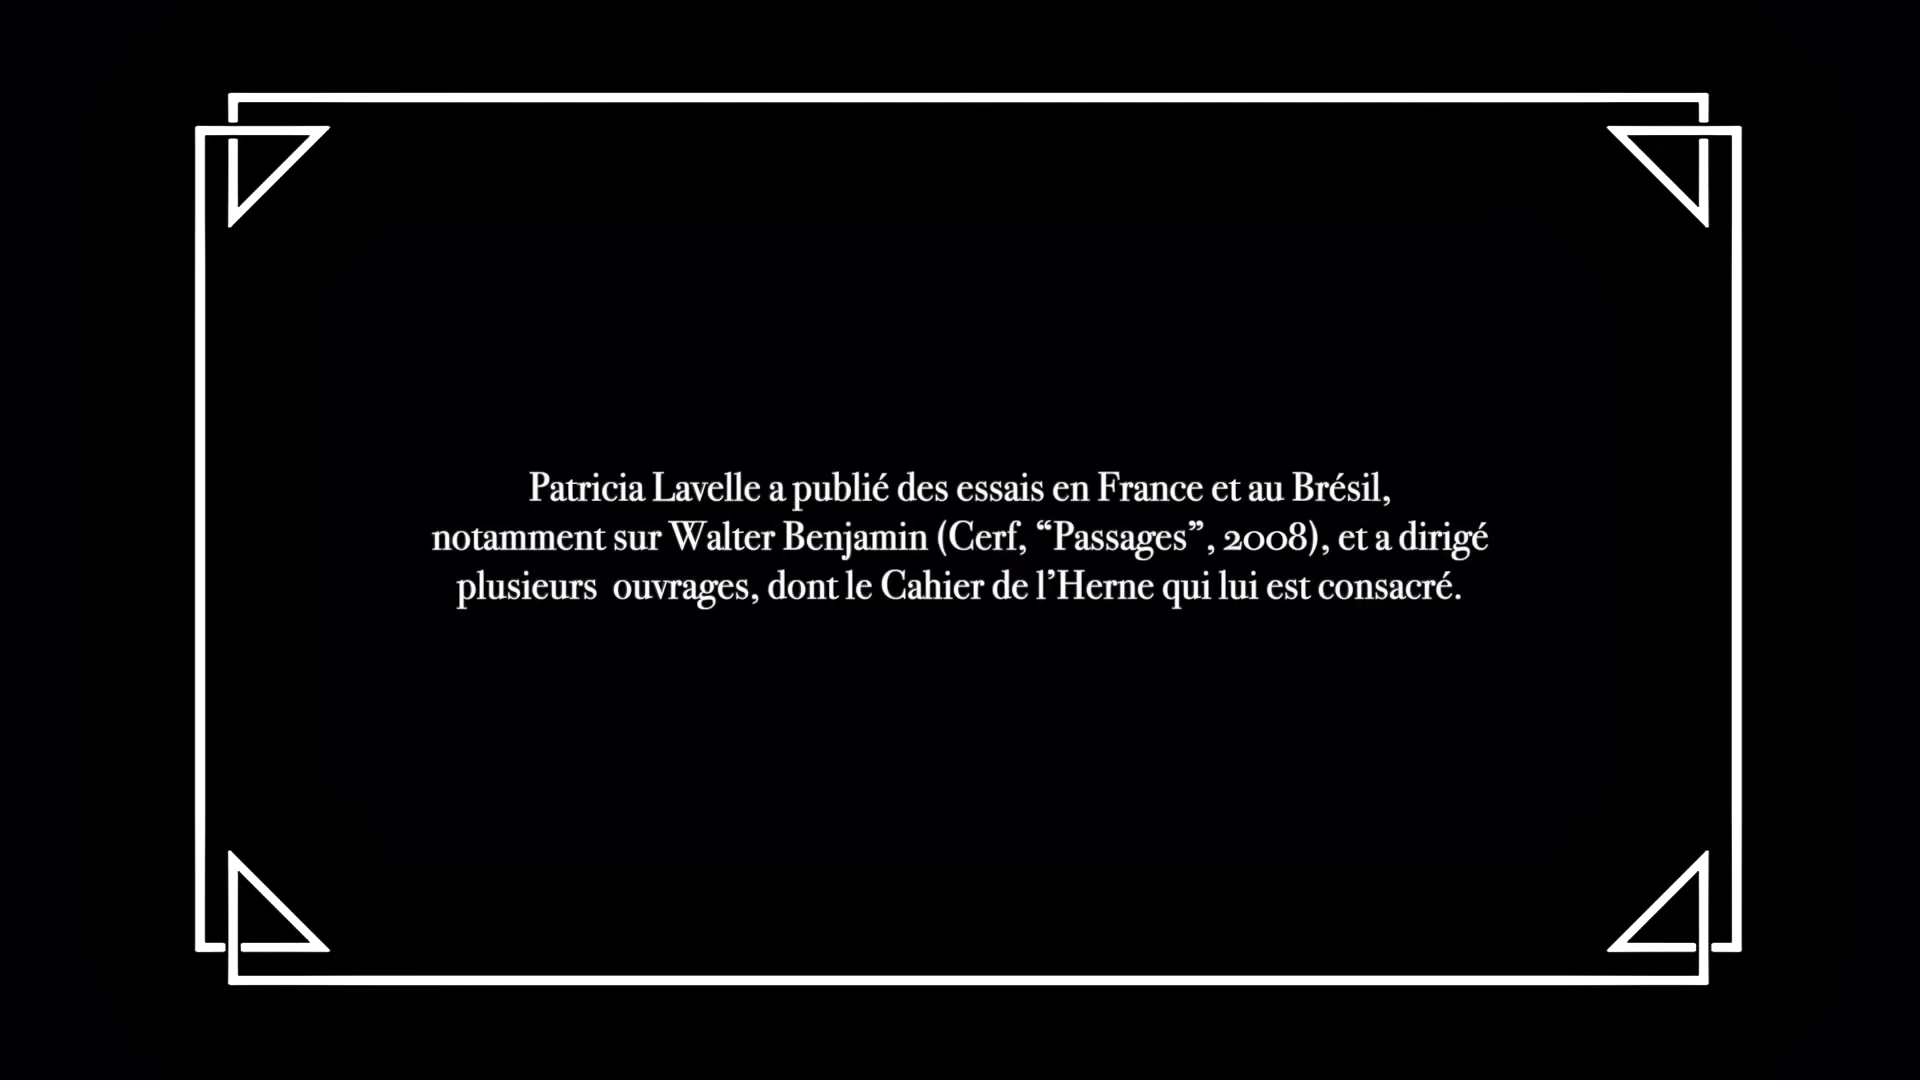 Patricia Lavelle a publié des essais en France et au Brésil,
notamment sur Walter Benjamin (Cerf, “Passages”, 2008), et a dirigé
plusieurs  ouvrages, dont le Cahier de l’Herne qui lui est consacré.